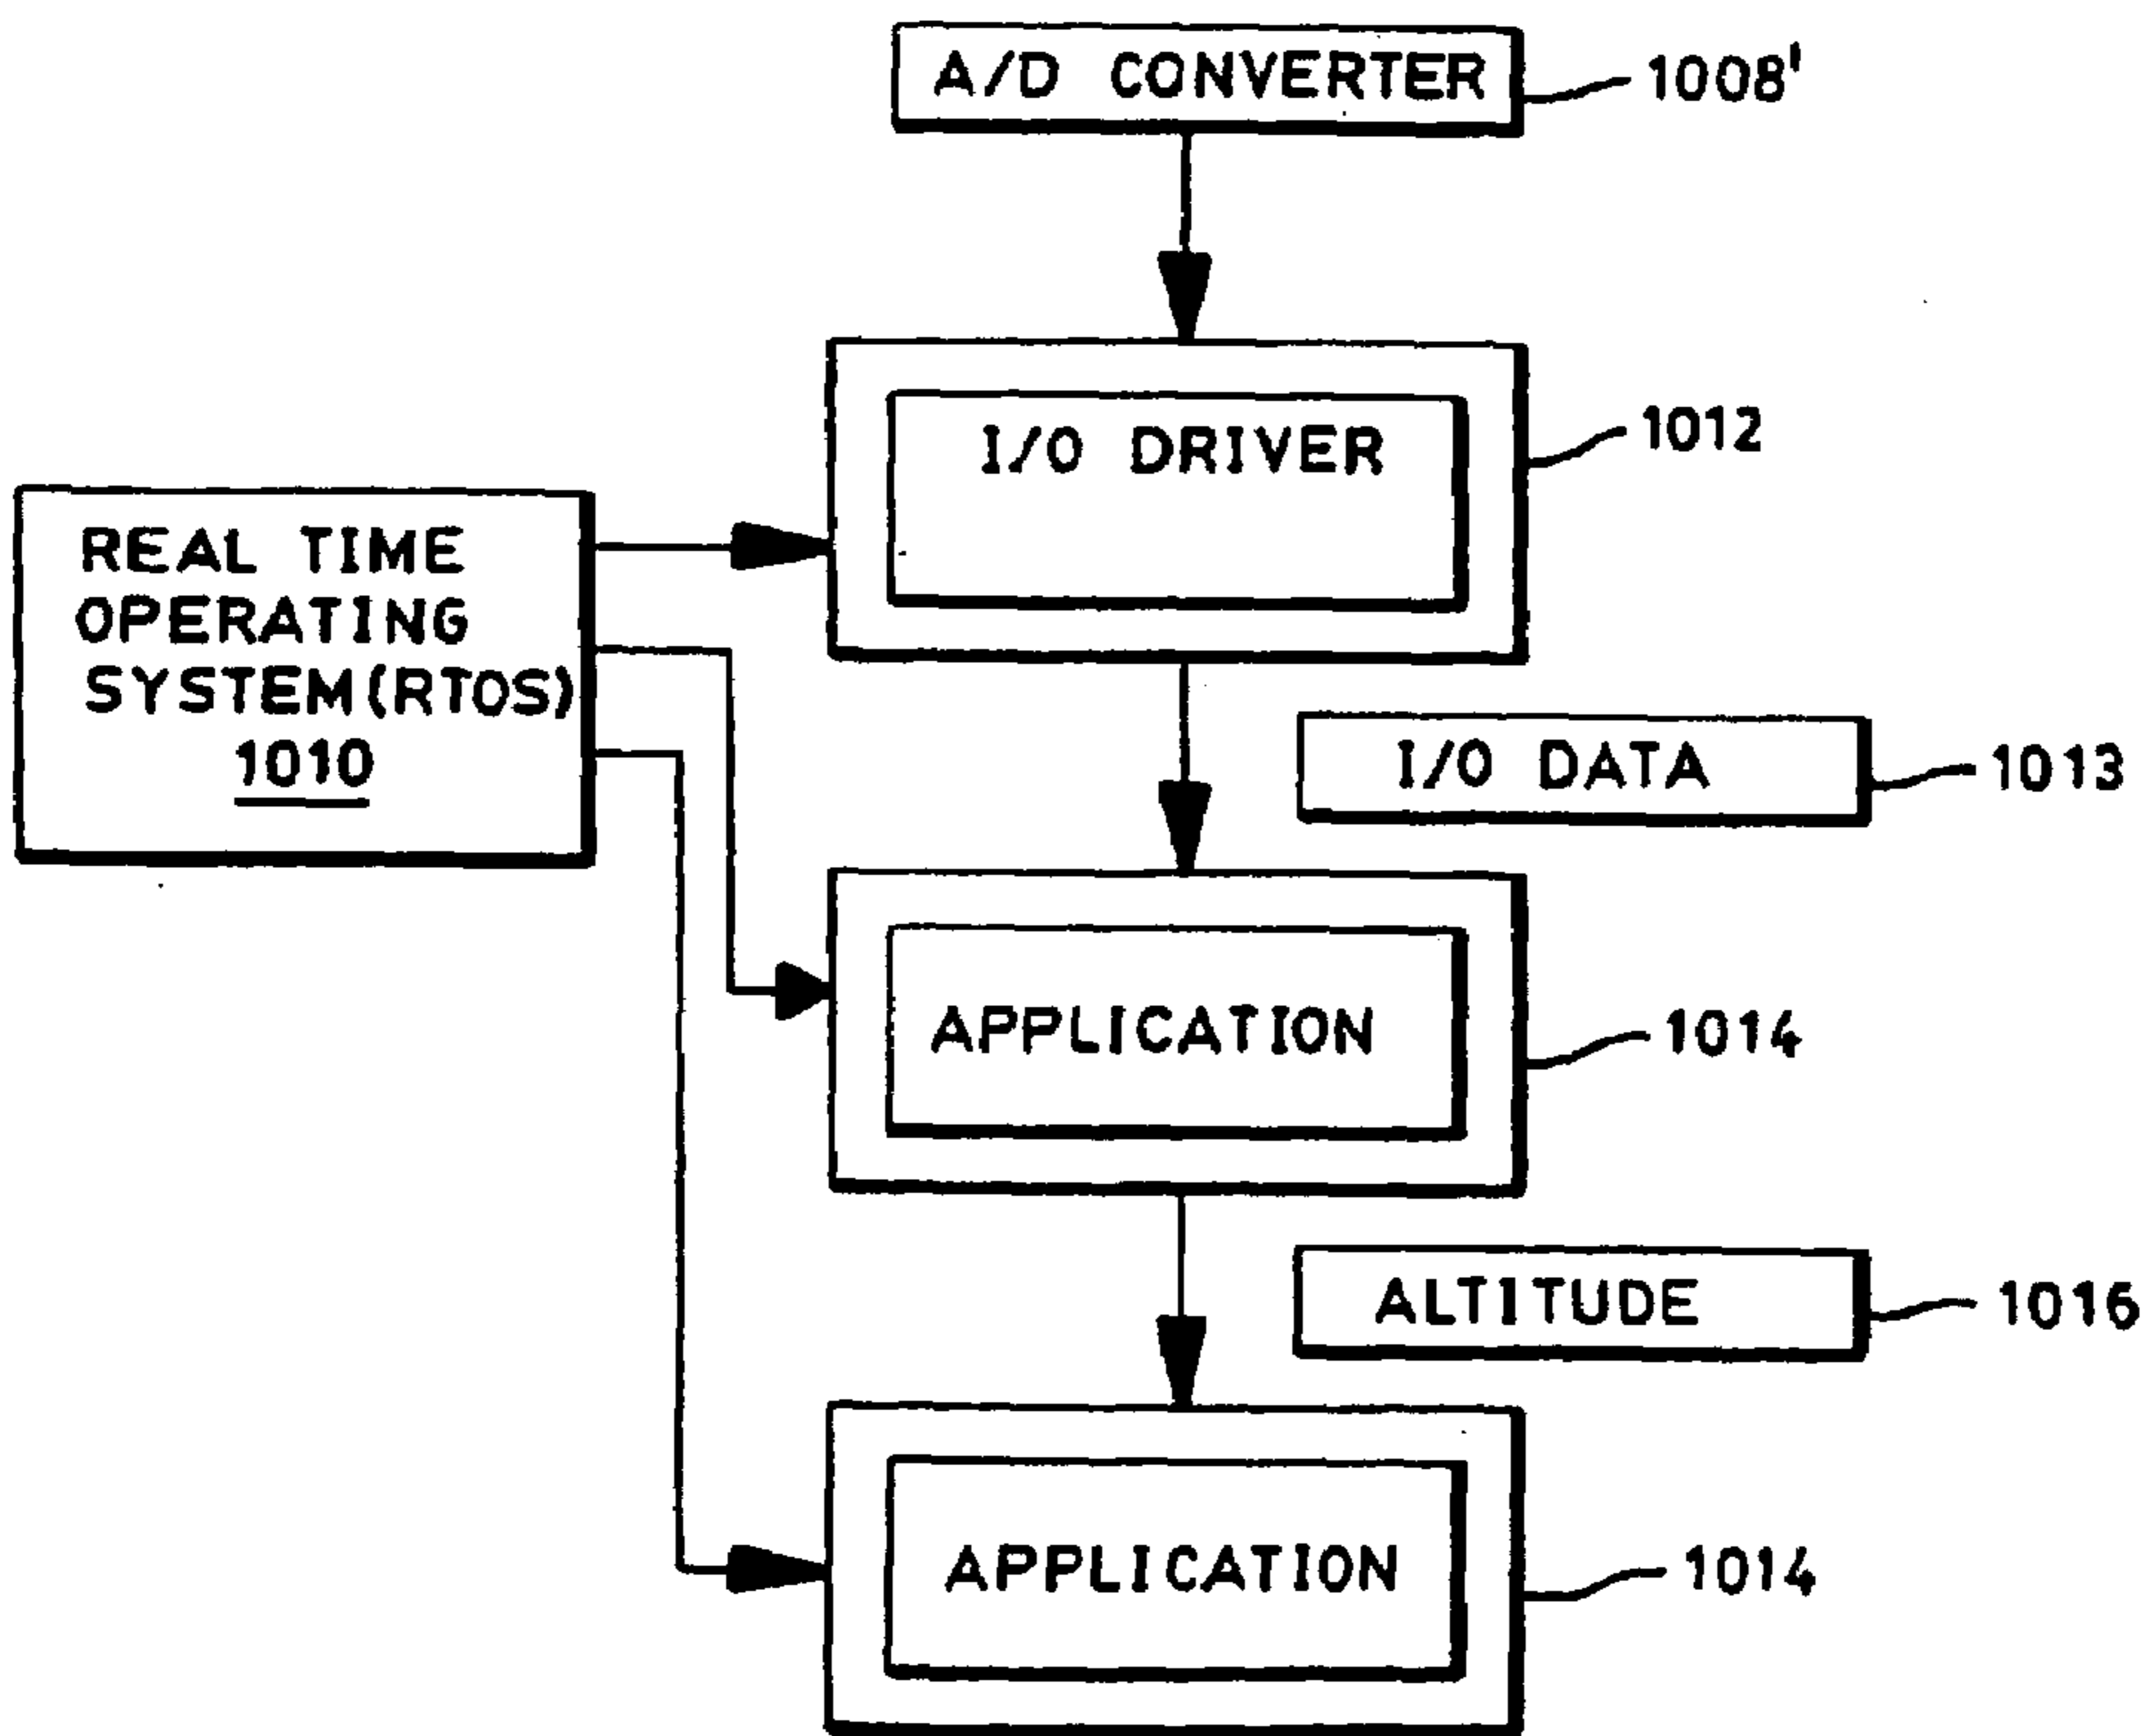 A/D CONVERTER
1008'
I/O DRIVER
1012
REAL TIME
OPERATING
SYSTEM(RTOS)
1010
I/O DATA
1013
APPLICATION
1014
ALTITUDE
1016
APPLICATION
1014